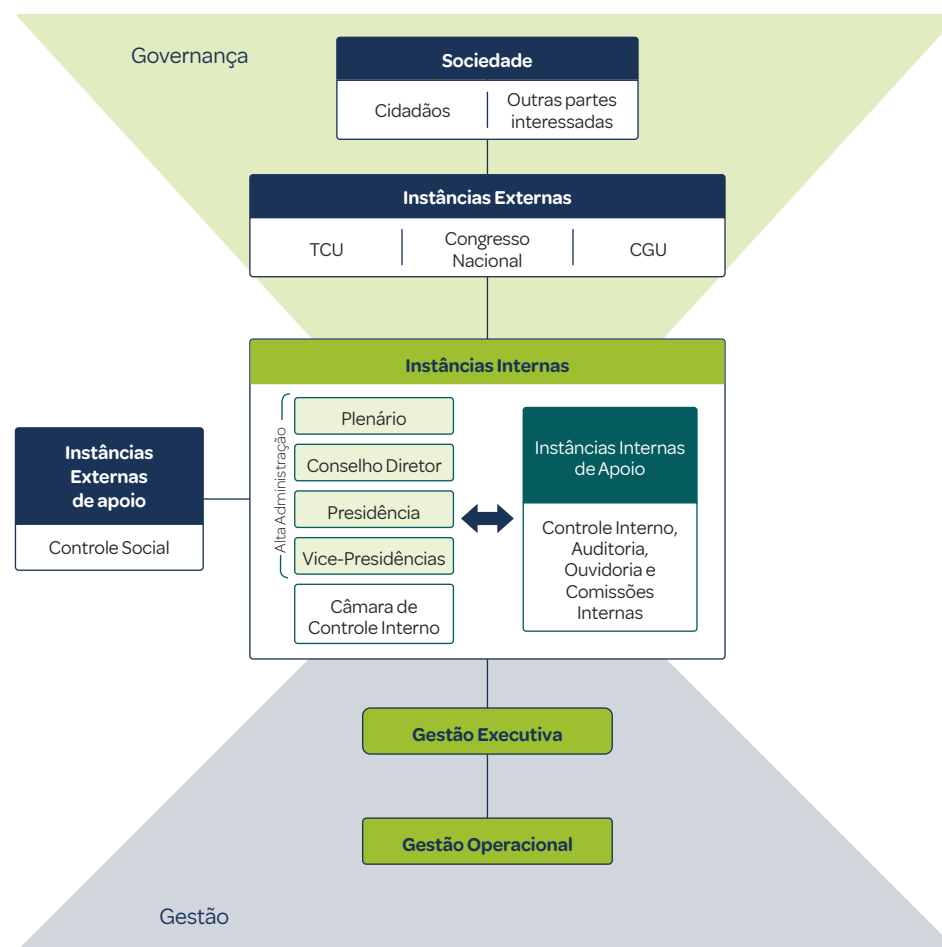 Governança
Sociedade
Cidadãos
Outras partes
interessadas
Instâncias Externas
TCU
Congresso
Nacional
CGU
Instâncias Internas
Alta Administração
Plenário
Conselho Diretor
Presidência
Vice-Presidências
Câmara de
Controle Interno
Instâncias Internas
de Apoio
Controle Interno,
Auditoria,
Ouvidoria e
Comissões
Internas
Instâncias
Externas
de apoio
Controle Social
Gestão Executiva
Gestão Operacional
Gestão